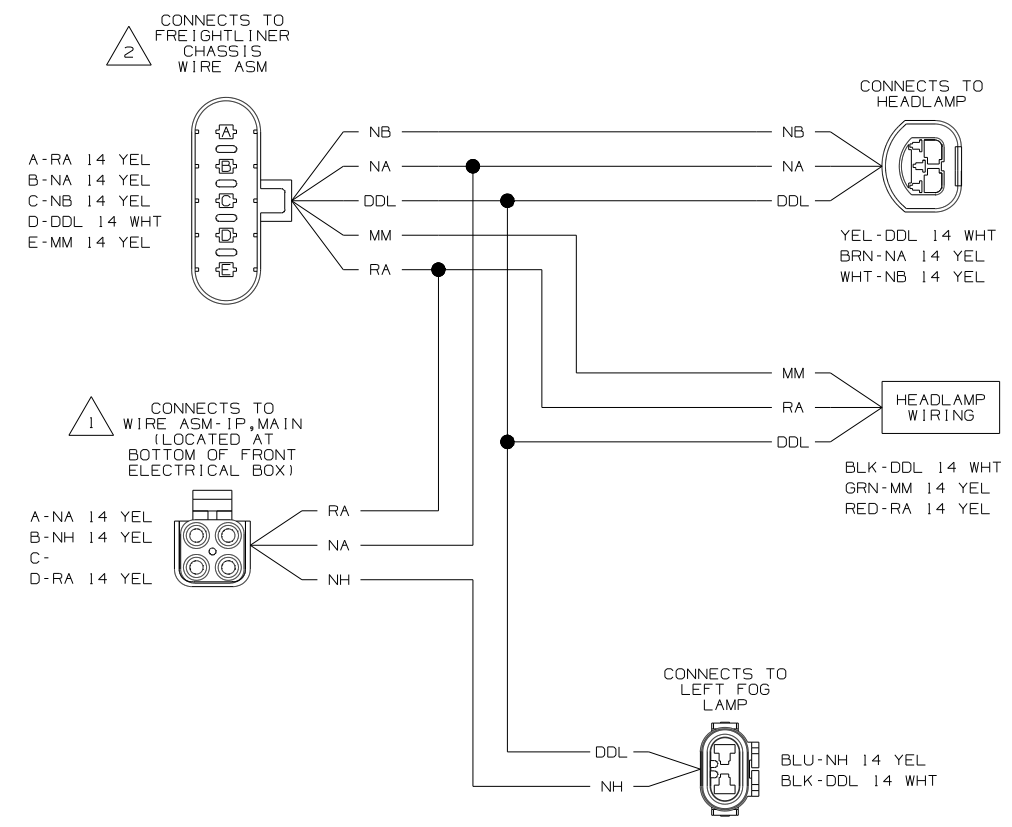 CONNECTS TO
FREIGHTLINER
CHASSIS
WIRE ASM
2
A
B
C
D
E
A-RA 14 YEL
B-NA 14 YEL
C-NB 14 YEL
D-DDL 14 WHT
E-MM 14 YEL
NB
NA
DDL
MM
RA
NB
NA
DDL
CONNECTS TO
HEADLAMP
YEL-DDL 14 WHT
BRN-NA 14 YEL
WHT-NB 14 YEL
MM
RA
DDL
HEADLAMP
WIRING
BLK-DDL 14 WHT
GRN-MM 14 YEL
RED-RA 14 YEL
1
CONNECTS TO
WIRE ASM-IP,MAIN
(LOCATED AT
BOTTOM OF FRONT
ELECTRICAL BOX)
A-NA 14 YEL
B-NH 14 YEL
C-
D-RA 14 YEL
RA
NA
NH
CONNECTS TO
LEFT FOG
LAMP
DDL
NH
BLU-NH 14 YEL
BLK-DDL 14 WHT